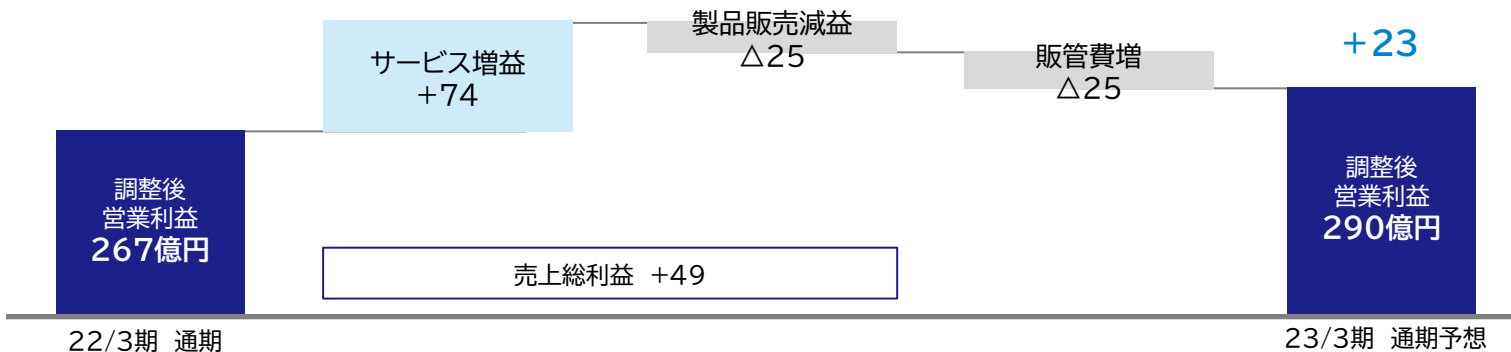 サービス増益
+74
製品販売減益
△25
販管費増
△25
+23
調整後
営業利益
267億円
売上総利益 +49
調整後
営業利益
290億円
22/3期 通期
23/3期 通期予想